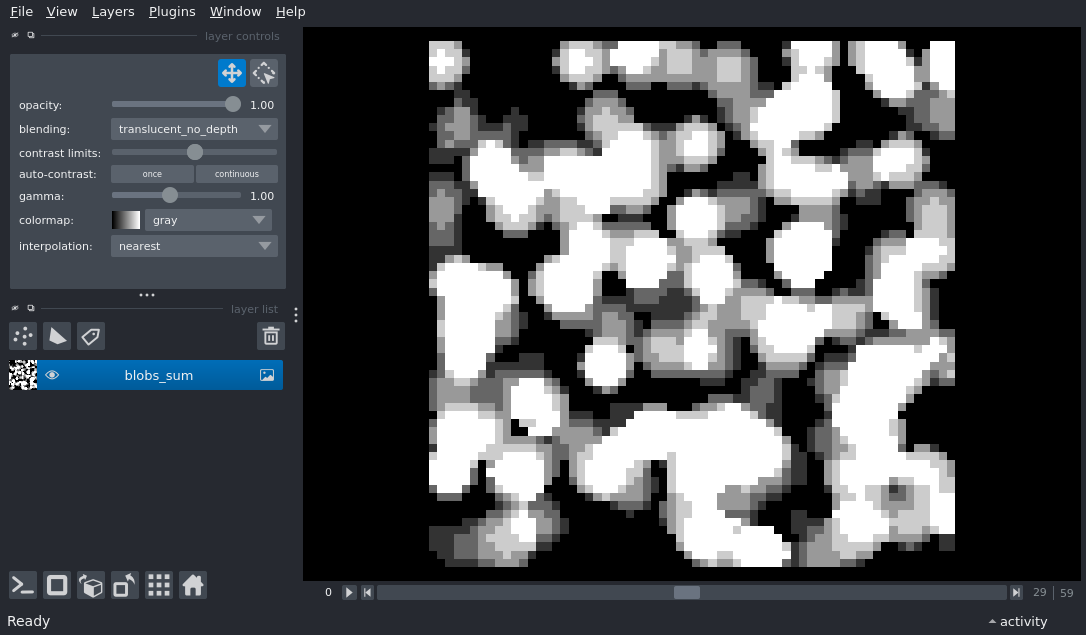 File View Layers Plugins Window Help
layer controls
opacity: 1.00
blending: translucent_no_depth
contrast limits:
auto-contrast: once continuous
gamma: 1.00
colormap: gray
interpolation: nearest
layer list
blobs_sum
0 29 59
Ready activity